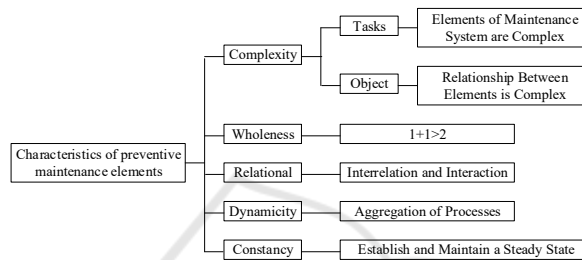 Characteristics of preventive
maintenance elements
Complexity
Tasks
Elements of Maintenance
System are Complex
Object
Relationship Between
Elements is Complex
Wholeness
1+1>2
Relational
Interrelation and Interaction
Dynamicity
Aggregation of Processes
Constancy
Establish and Maintain a Steady State